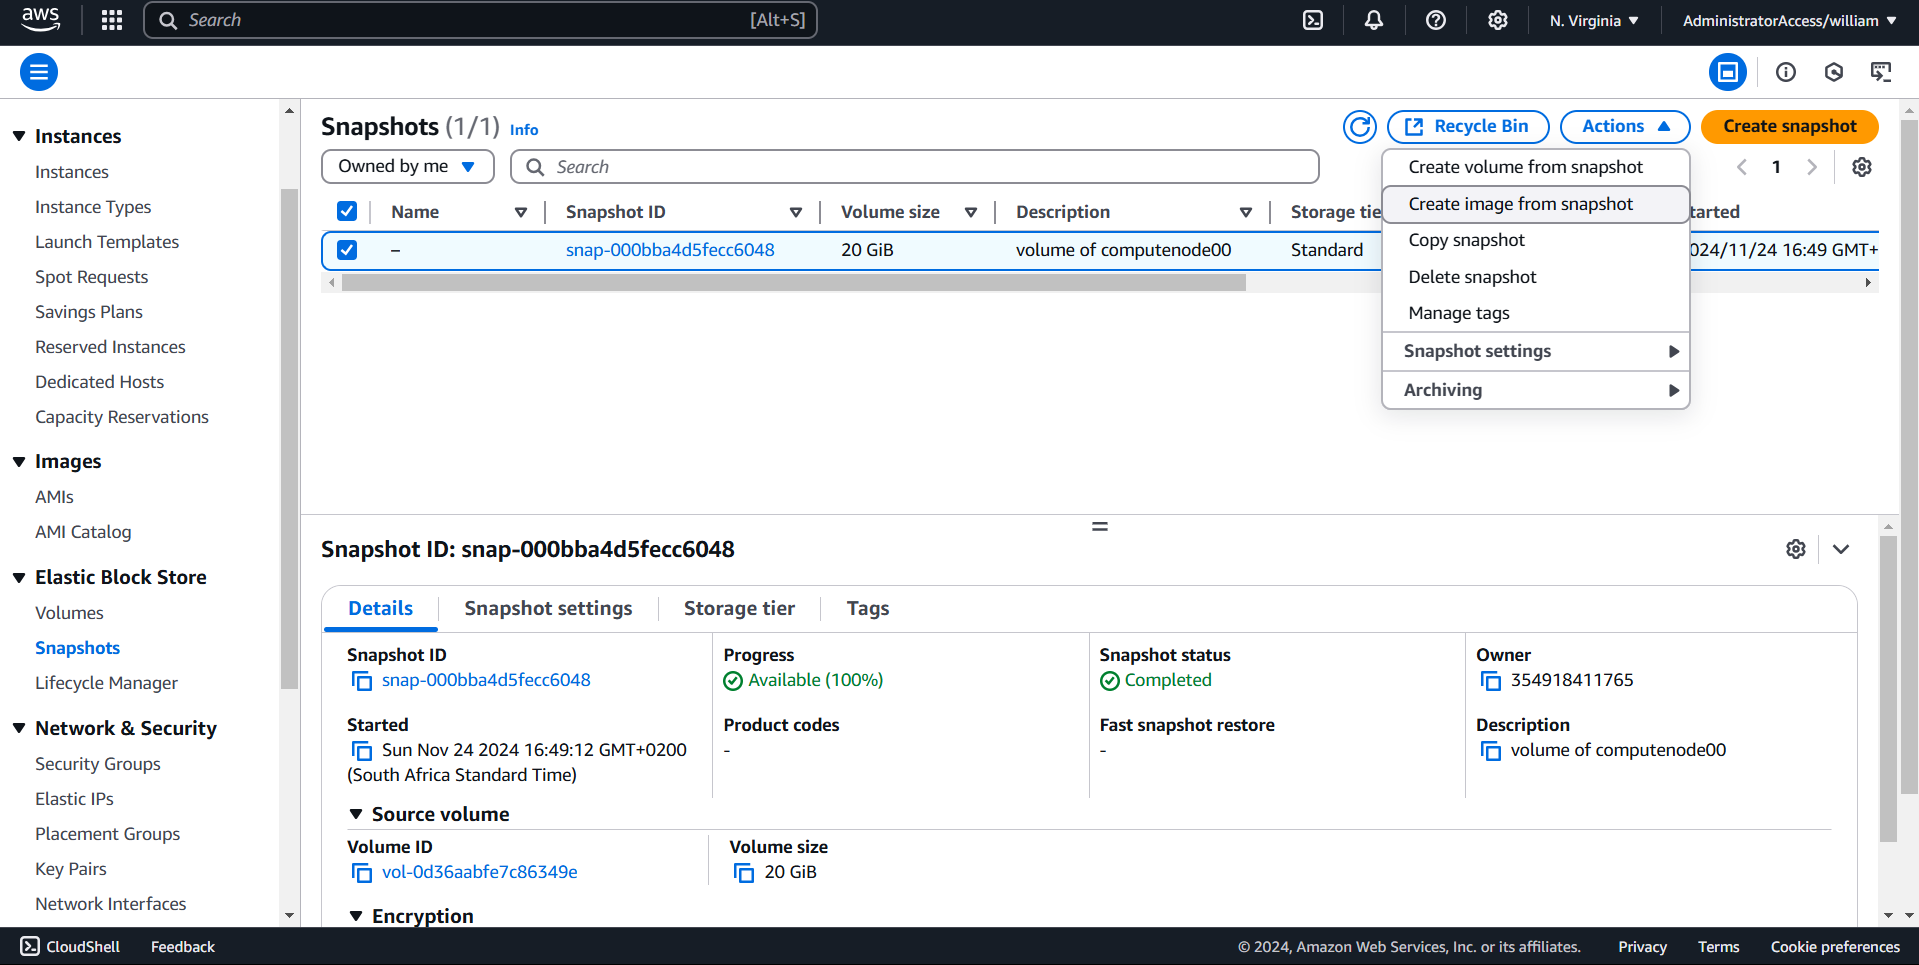 aws
Search [Alt+S]
N. Virginia
AdministratorAccess/william
Instances
Instances
Instance Types
Launch Templates
Spot Requests
Savings Plans
Reserved Instances
Dedicated Hosts
Capacity Reservations
Images
AMIs
AMI Catalog
Elastic Block Store
Volumes
Snapshots
Lifecycle Manager
Network & Security
Security Groups
Elastic IPs
Placement Groups
Key Pairs
Network Interfaces
Snapshots (1/1) Info
Recycle Bin
Actions
Create snapshot
Owned by me
Search
1
Name Snapshot ID Volume size Description Storage tie tarted
– snap-000bba4d5fecc6048 20 GiB volume of computenode00 Standard 024/11/24 16:49 GMT+
Create volume from snapshot
Create image from snapshot
Copy snapshot
Delete snapshot
Manage tags
Snapshot settings
Archiving
Snapshot ID: snap-000bba4d5fecc6048
Details Snapshot settings Storage tier Tags
Snapshot ID
snap-000bba4d5fecc6048
Progress
Available (100%)
Snapshot status
Completed
Owner
354918411765
Started
Sun Nov 24 2024 16:49:12 GMT+0200
(South Africa Standard Time)
Product codes
-
Fast snapshot restore
-
Description
volume of computenode00
Source volume
Volume ID
vol-0d36aabfe7c86349e
Volume size
20 GiB
Encryption
CloudShell Feedback © 2024, Amazon Web Services, Inc. or its affiliates. Privacy Terms Cookie preferences